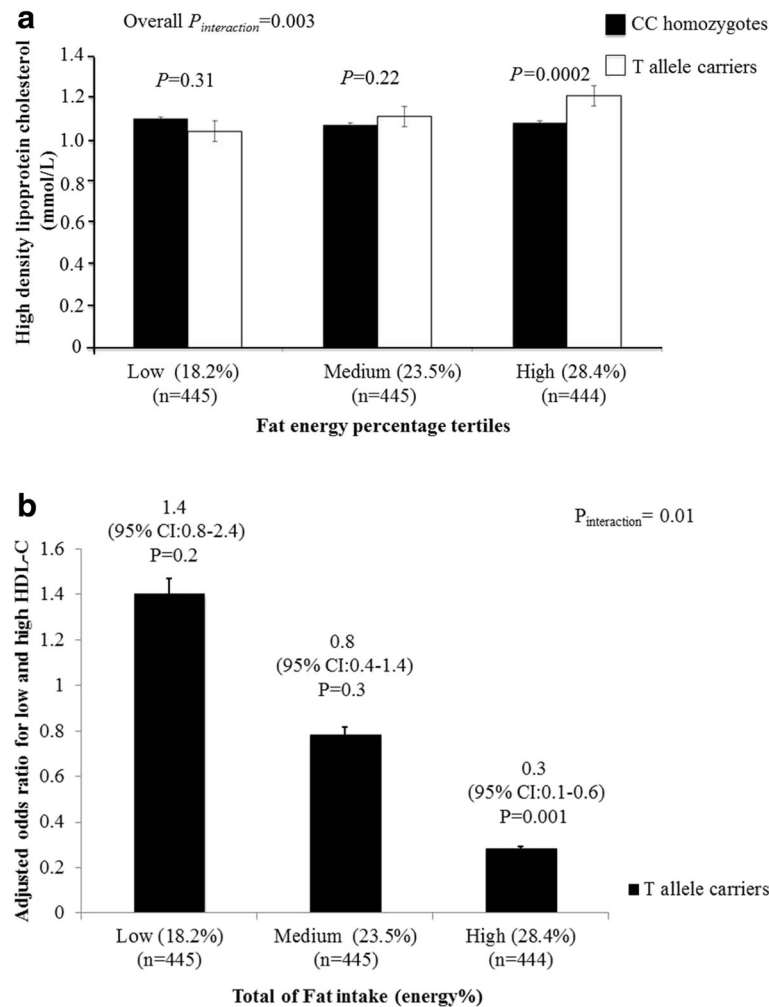 a
Overall P_interaction=0.003
CC homozygotes
T allele carriers
P=0.31
P=0.22
P=0.0002
High density lipoprotein cholesterol
(mmol/L)
1.4
1.2
1.0
0.8
0.6
0.4
0.2
0
Low (18.2%)
(n=445)
Medium (23.5%)
(n=445)
High (28.4%)
(n=444)
Fat energy percentage tertiles
b
P_interaction= 0.01
1.4
(95% CI:0.8-2.4)
P=0.2
0.8
(95% CI:0.4-1.4)
P=0.3
0.3
(95% CI:0.1-0.6)
P=0.001
Adjusted odds ratio for low and high HDL-C
1.6
1.4
1.2
1
0.8
0.6
0.4
0.2
0
T allele carriers
Low (18.2%)
(n=445)
Medium (23.5%)
(n=445)
High (28.4%)
(n=444)
Total of Fat intake (energy%)